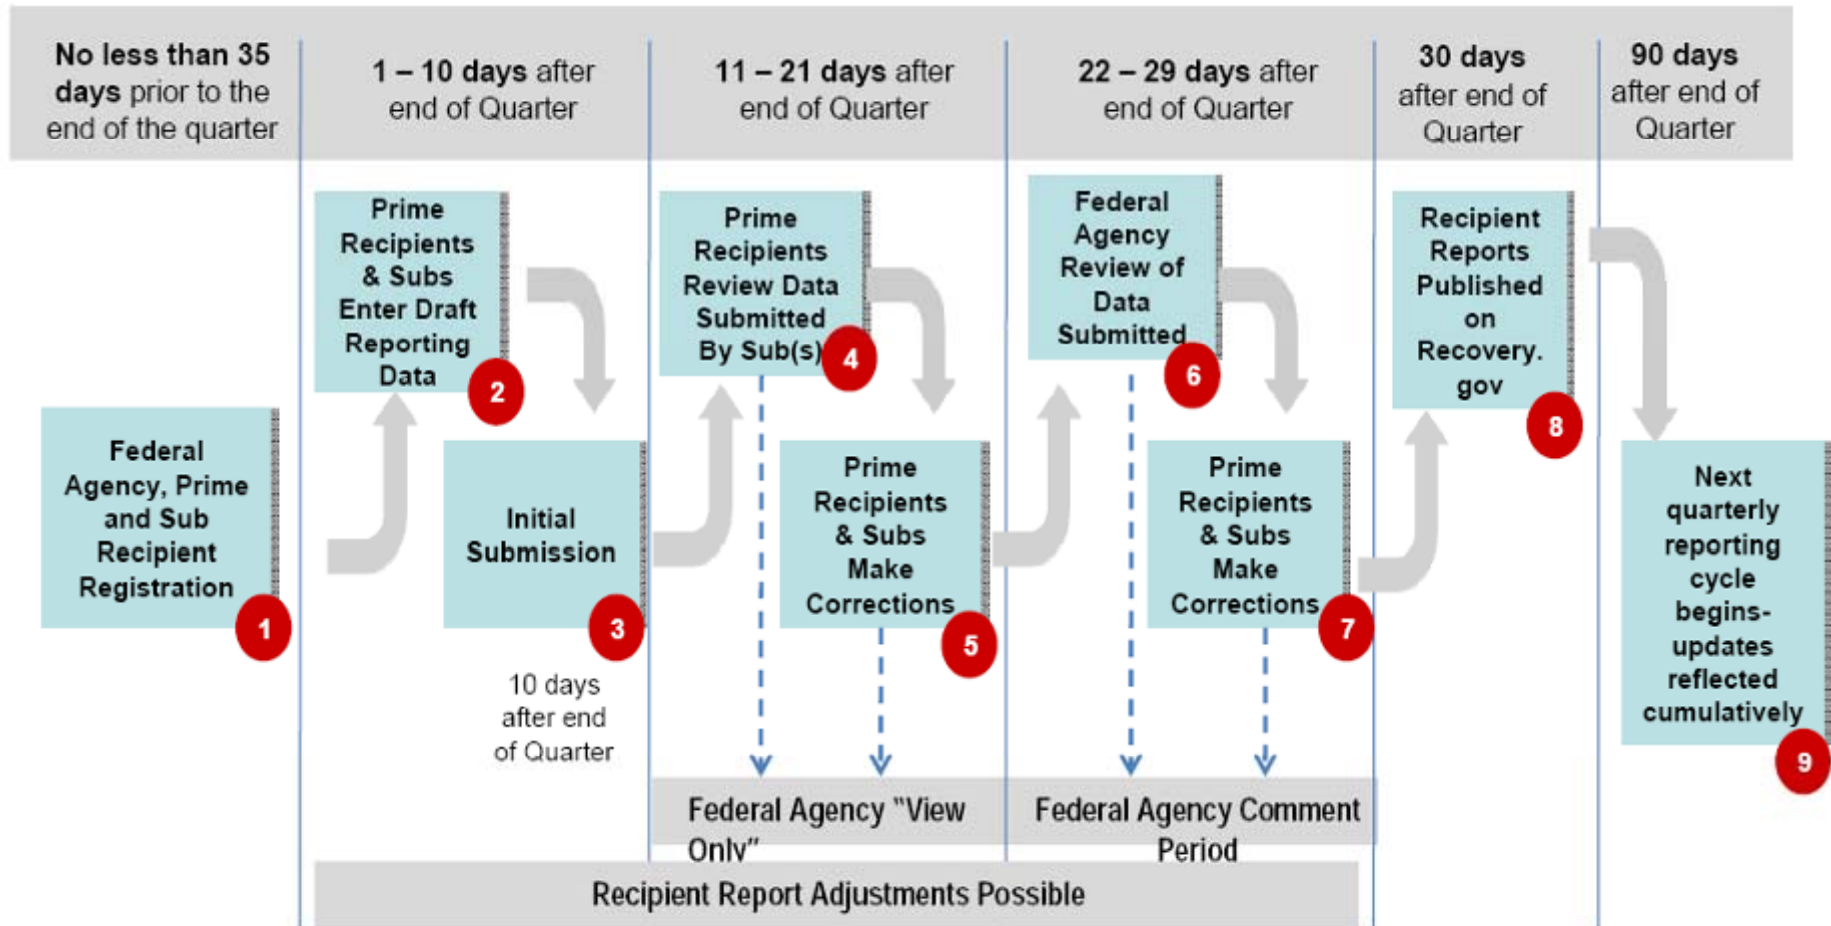 No less than 35
days prior to the
end of the quarter
1 – 10 days after
end of Quarter
11 – 21 days after
end of Quarter
22 – 29 days after
end of Quarter
30 days
after end of
Quarter
90 days
after end of
Quarter
Federal
Agency, Prime
and Sub
Recipient
Registration
1
Prime
Recipients
& Subs
Enter Draft
Reporting
Data
2
Initial
Submission
3
10 days
after end
of Quarter
Prime
Recipients
Review Data
Submitted
By Sub(s)
4
Prime
Recipients
& Subs
Make
Corrections
5
Federal
Agency
Review of
Data
Submitted
6
Prime
Recipients
& Subs
Make
Corrections
7
Recipient
Reports
Published
on
Recovery.
gov
8
Next
quarterly
reporting
cycle
begins-
updates
reflected
cumulatively
9
Federal Agency "View
Only"
Federal Agency Comment
Period
Recipient Report Adjustments Possible